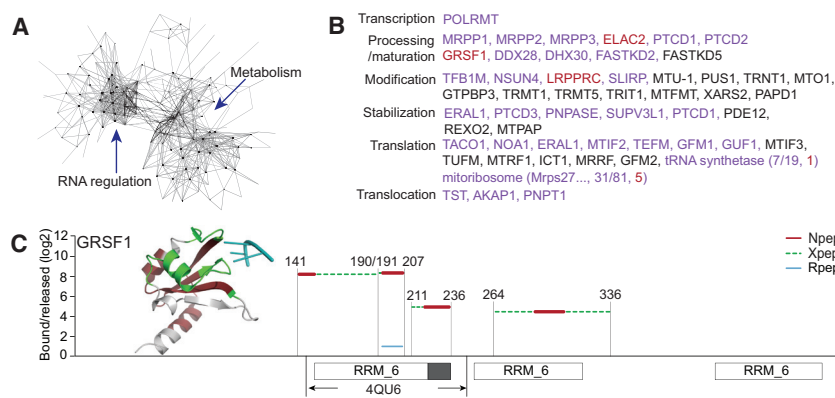 A
Metabolism
RNA regulation
B
Transcription POLRMT
Processing /maturation MRPP1, MRPP2, MRPP3, ELAC2, PTCD1, PTCD2
GRSF1, DDX28, DHX30, FASTKD2, FASTKD5
Modification TFB1M, NSUN4, LRPPRC, SLIRP, MTU-1, PUS1, TRNT1, MTO1,
GTPBP3, TRMT1, TRMT5, TRIT1, MTFMT, XARS2, PAPD1
Stabilization ERAL1, PTCD3, PNPASE, SUPV3L1, PTCD1, PDE12,
REXO2, MTPAP
Translation TACO1, NOA1, ERAL1, MTIF2, TEFM, GFM1, GUF1, MTIF3,
TUFM, MTRF1, ICT1, MRRF, GFM2, tRNA synthetase (7/19, 1)
mitoribosome (Mrps27..., 31/81, 5)
Translocation TST, AKAP1, PNPT1
C
GRSF1
Bound/released (log2)
12
10
8
6
4
2
0
141 190/191 207
211 236
264 336
Npep
Xpep
Rpep
RRM_6 RRM_6 RRM_6
4QU6